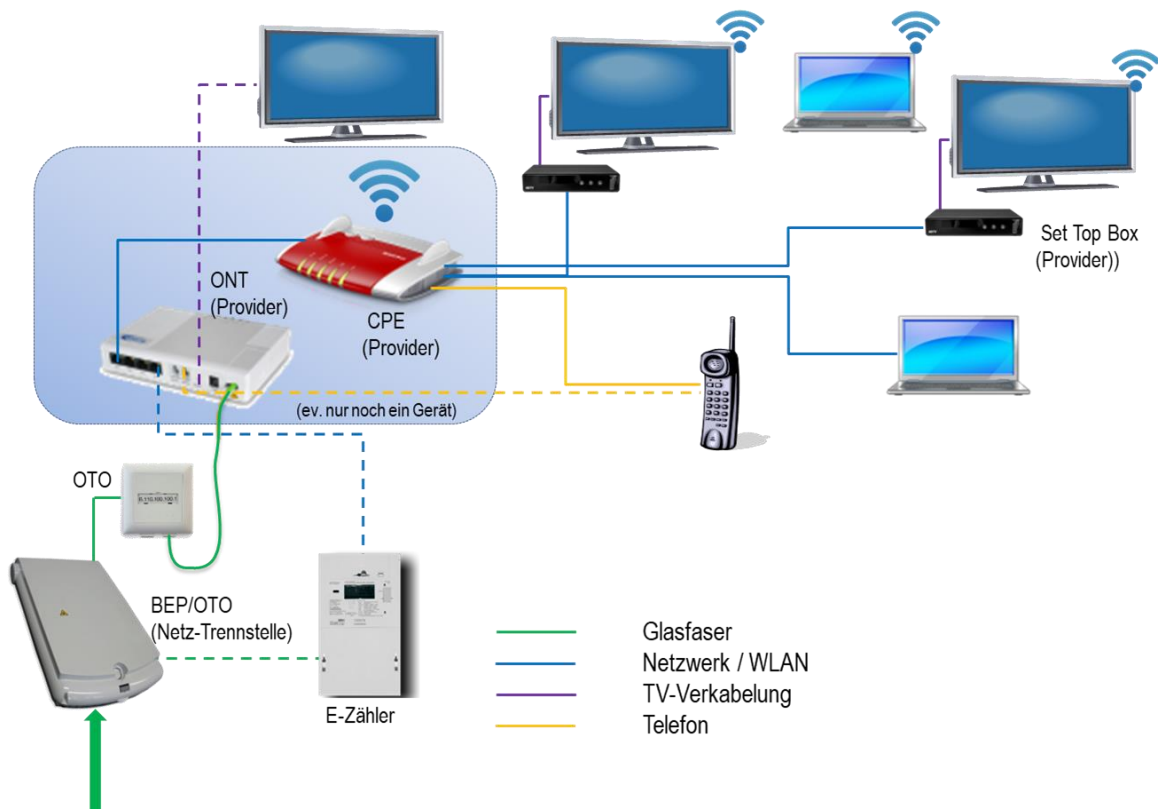 Set Top Box
(Provider))
ONT
(Provider)
CPE
(Provider)
(ev. nur noch ein Gerät)
OTO
BEP/OTO
(Netz-Trennstelle)
E-Zähler
Glasfaser
Netzwerk / WLAN
TV-Verkabelung
Telefon